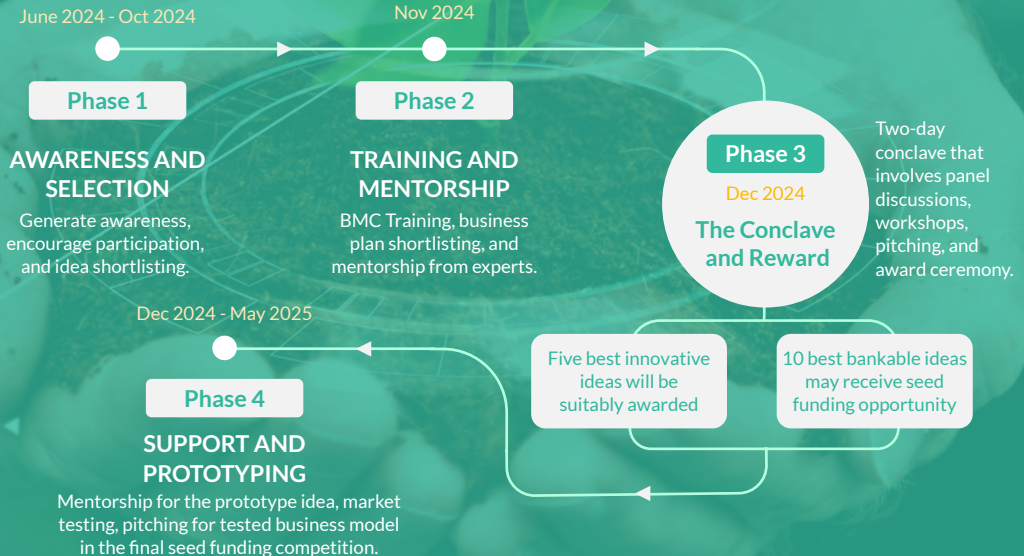 June 2024 - Oct 2024
Phase 1
AWARENESS AND
SELECTION
Generate awareness,
encourage participation,
and idea shortlisting.
Nov 2024
Phase 2
TRAINING AND
MENTORSHIP
BMC Training, business
plan shortlisting, and
mentorship from experts.
Phase 3
Dec 2024
The Conclave
and Reward
Two-day
conclave that
involves panel
discussions,
workshops,
pitching, and
award ceremony.
Five best innovative
ideas will be
suitably awarded
10 best bankable ideas
may receive seed
funding opportunity
Dec 2024 - May 2025
Phase 4
SUPPORT AND
PROTOTYPING
Mentorship for the prototype idea, market
testing, pitching for tested business model
in the final seed funding competition.